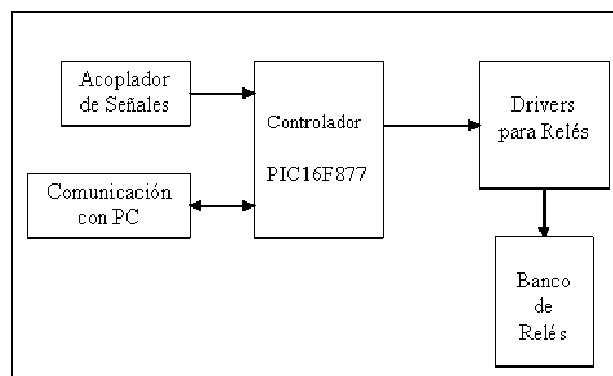 Acoplador
de Señales
Comunicación
con PC
Controlador
PIC16F877
Drivers
para Relés
Banco
de
Relés